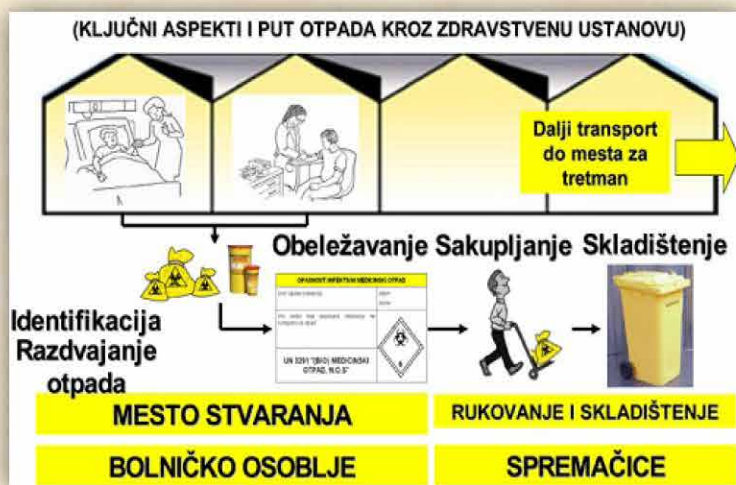 (KLJUČNI ASPEKTI I PUT OTPADA KROZ ZDRAVSTVENU USTANOVU)
Dalji transport
do mesta za
tretman
Obeležavanje Sakupljanje Skladištenje
OPASNOST INFEKTIVNI MEDICINSKI OTPAD
Identifikacija
Razdvajanje
otpada
UN 3291 "(BIO) MEDICINSKI
OTPAD, N.O.S"
6
MESTO STVARANJA
RUKOVANJE I SKLADIŠTENJE
BOLNIČKO OSOBLJE
SPREMAČICE